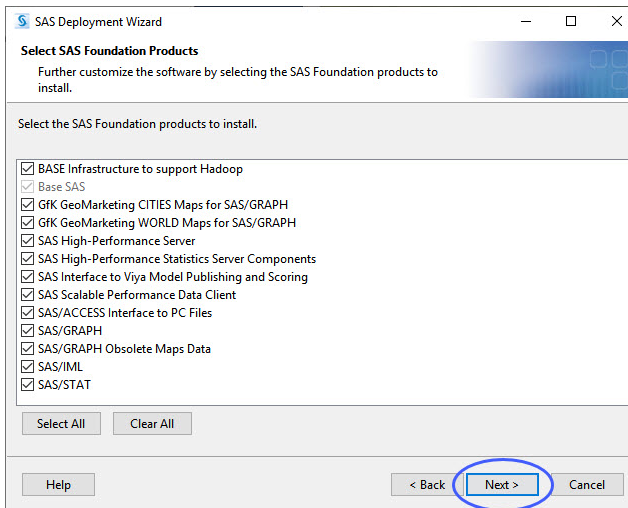 SAS Deployment Wizard
Select SAS Foundation Products
Further customize the software by selecting the SAS Foundation products to
install.
Select the SAS Foundation products to install.
BASE Infrastructure to support Hadoop
Base SAS
GfK GeoMarketing CITIES Maps for SAS/GRAPH
GfK GeoMarketing WORLD Maps for SAS/GRAPH
SAS High-Performance Server
SAS High-Performance Statistics Server Components
SAS Interface to Viya Model Publishing and Scoring
SAS Scalable Performance Data Client
SAS/ACCESS Interface to PC Files
SAS/GRAPH
SAS/GRAPH Obsolete Maps Data
SAS/IML
SAS/STAT
Select All Clear All
Help < Back Next > Cancel